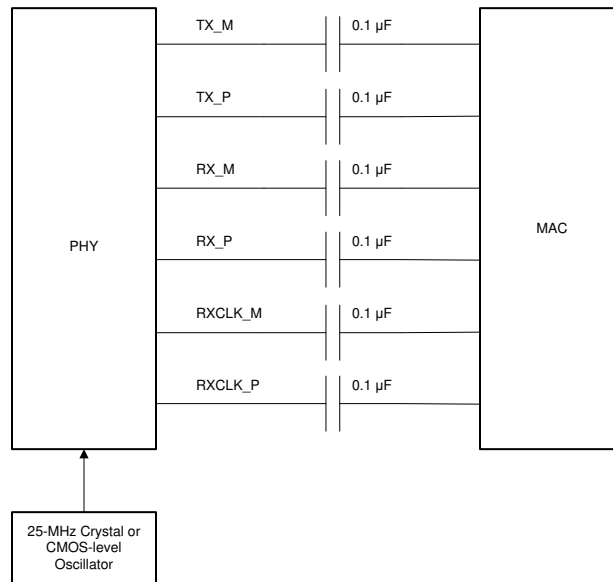 TX_M 0.1 µF
TX_P 0.1 µF
RX_M 0.1 µF
PHY
MAC
RX_P 0.1 µF
RXCLK_M 0.1 µF
RXCLK_P 0.1 µF
25-MHz Crystal or
CMOS-level
Oscillator